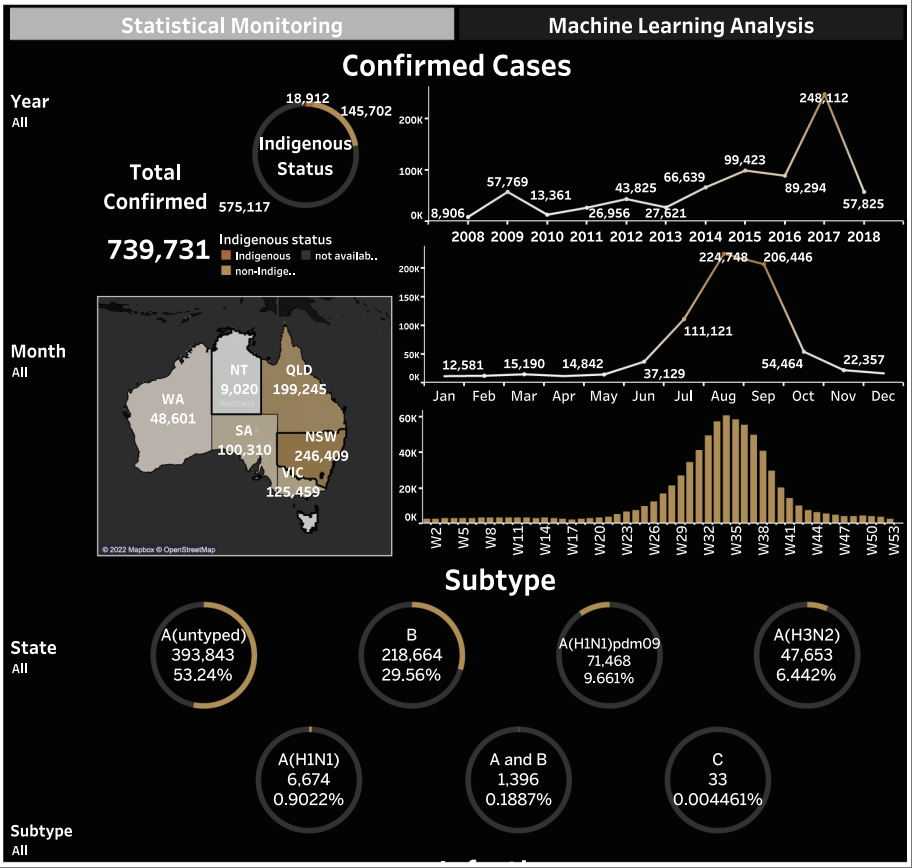 Statistical Monitoring
Machine Learning Analysis
Confirmed Cases
Year
All
18,912
145,702
Indigenous
Status
575,117
Total
Confirmed
739,731
Indigenous status
Indigenous
not availab..
non-Indige..
200K
100K
0K
8,906
57,769
13,361
26,956
43,825
27,621
66,639
99,423
89,294
248,112
57,825
2008 2009 2010 2011 2012 2013 2014 2015 2016 2017 2018
Month
All
NT
9,020
Australia
QLD
199,245
WA
48,601
SA
100,310
NSW
246,409
VIC
125,459
© 2022 Mapbox © OpenStreetMap
200K
150K
100K
50K
0K
12,581
15,190
14,842
37,129
111,121
224,748
206,446
54,464
22,357
Jan Feb Mar Apr May Jun Jul Aug Sep Oct Nov Dec
60K
40K
20K
0K
W2 W5 W8 W11 W14 W17 W20 W23 W26 W29 W32 W35 W38 W41 W44 W47 W50 W53
Subtype
State
All
A(untyped)
393,843
53.24%
B
218,664
29.56%
A(H1N1)pdm09
71,468
9.661%
A(H3N2)
47,653
6.442%
A(H1N1)
6,674
0.9022%
A and B
1,396
0.1887%
C
33
0.004461%
Subtype
All